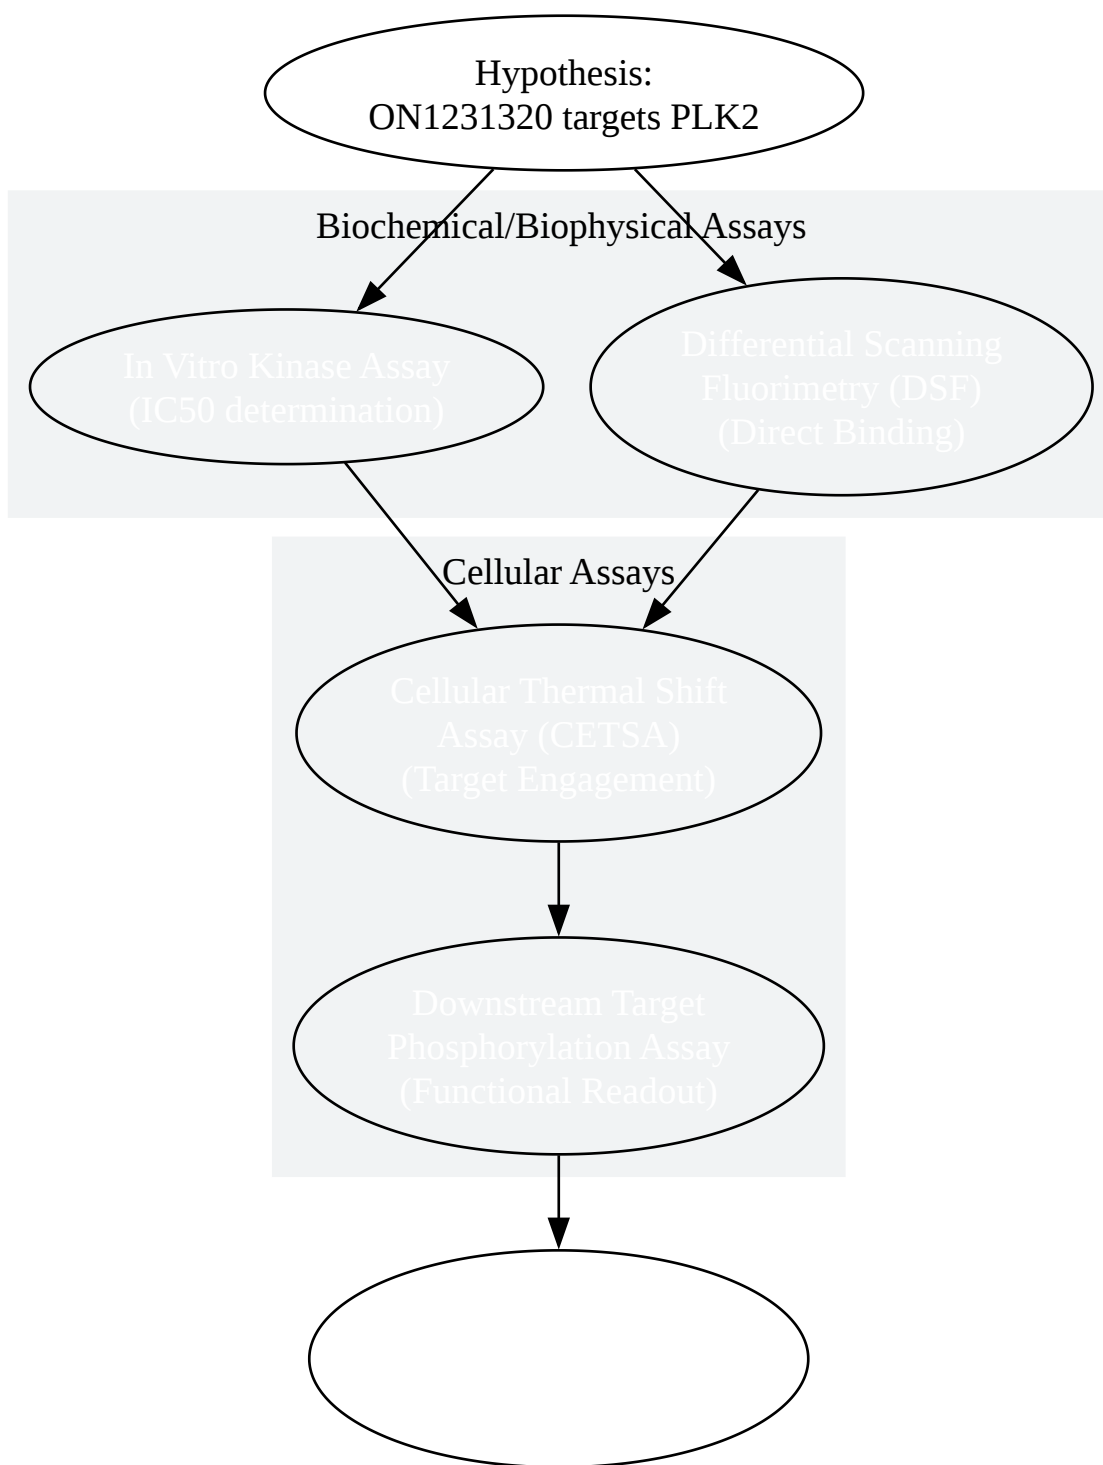 Hypothesis:
ON1231320 targets PLK2
Biochemical/Biophysical Assays
In Vitro Kinase Assay
(IC50 determination)
Differential Scanning
Fluorimetry (DSF)
(Direct Binding)
Cellular Assays
Cellular Thermal Shift
Assay (CETSA)
(Target Engagement)
Downstream Target
Phosphorylation Assay
(Functional Readout)